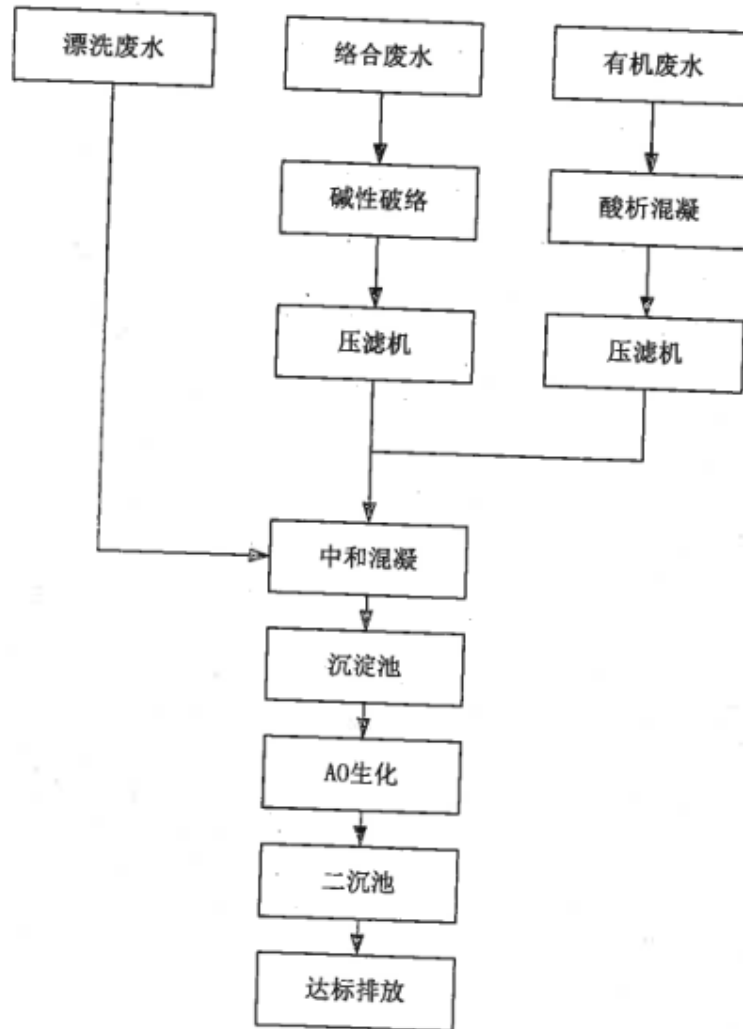 漂洗废水
络合废水
有机废水
碱性破络
酸析混凝
压滤机
压滤机
中和混凝
沉淀池
AO生化
二沉池
达标排放